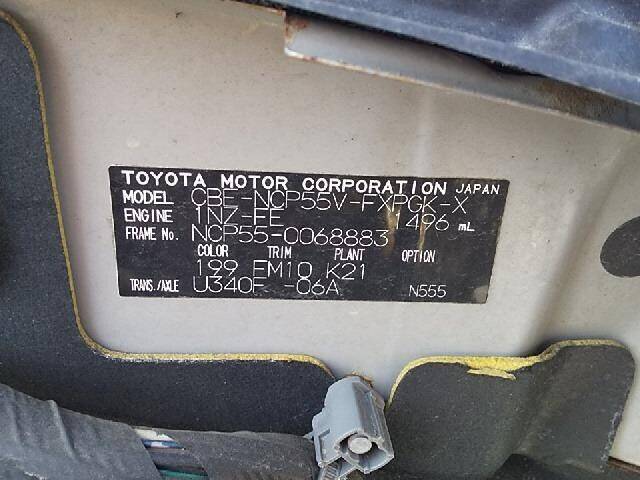 TOYOTA MOTOR CORPORATION JAPAN
MODEL CBE-NCP55V-FXPGK-X
ENGINE 1NZ-FE 1496 mL
FRAME No. NCP55-0068883
COLOR TRIM PLANT OPTION
199 FM10 K21
TRANS./AXLE U340F -06A N555